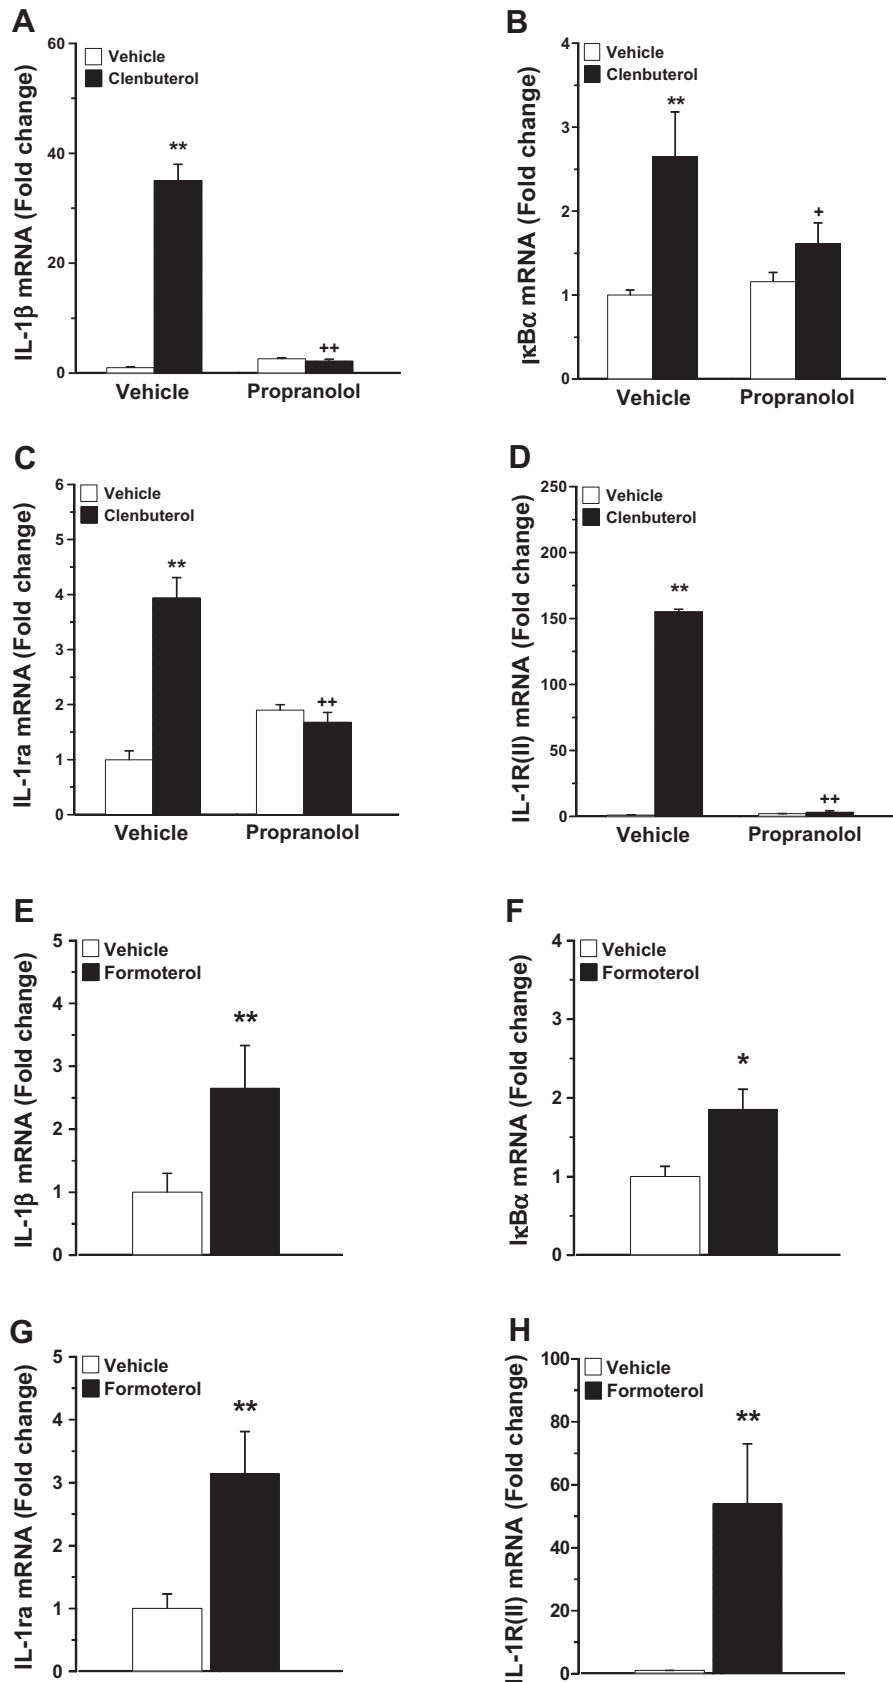 A
IL-1β mRNA (Fold change)
60
40
20
0
Vehicle
Clenbuterol
**
++
Vehicle Propranolol
B
IκBα mRNA (Fold change)
4
3
2
1
0
Vehicle
Clenbuterol
**
+
Vehicle Propranolol
C
IL-1ra mRNA (Fold change)
6
5
4
3
2
1
0
Vehicle
Clenbuterol
**
++
Vehicle Propranolol
D
IL-1R(II) mRNA (Fold change)
250
200
150
100
50
0
Vehicle
Clenbuterol
**
++
Vehicle Propranolol
E
IL-1β mRNA (Fold change)
5
4
3
2
1
0
Vehicle
Formoterol
**
F
IκBα mRNA (Fold change)
4
3
2
1
0
Vehicle
Formoterol
*
G
IL-1ra mRNA (Fold change)
5
4
3
2
1
0
Vehicle
Formoterol
**
H
IL-1R(II) mRNA (Fold change)
100
80
60
40
20
0
Vehicle
Formoterol
**